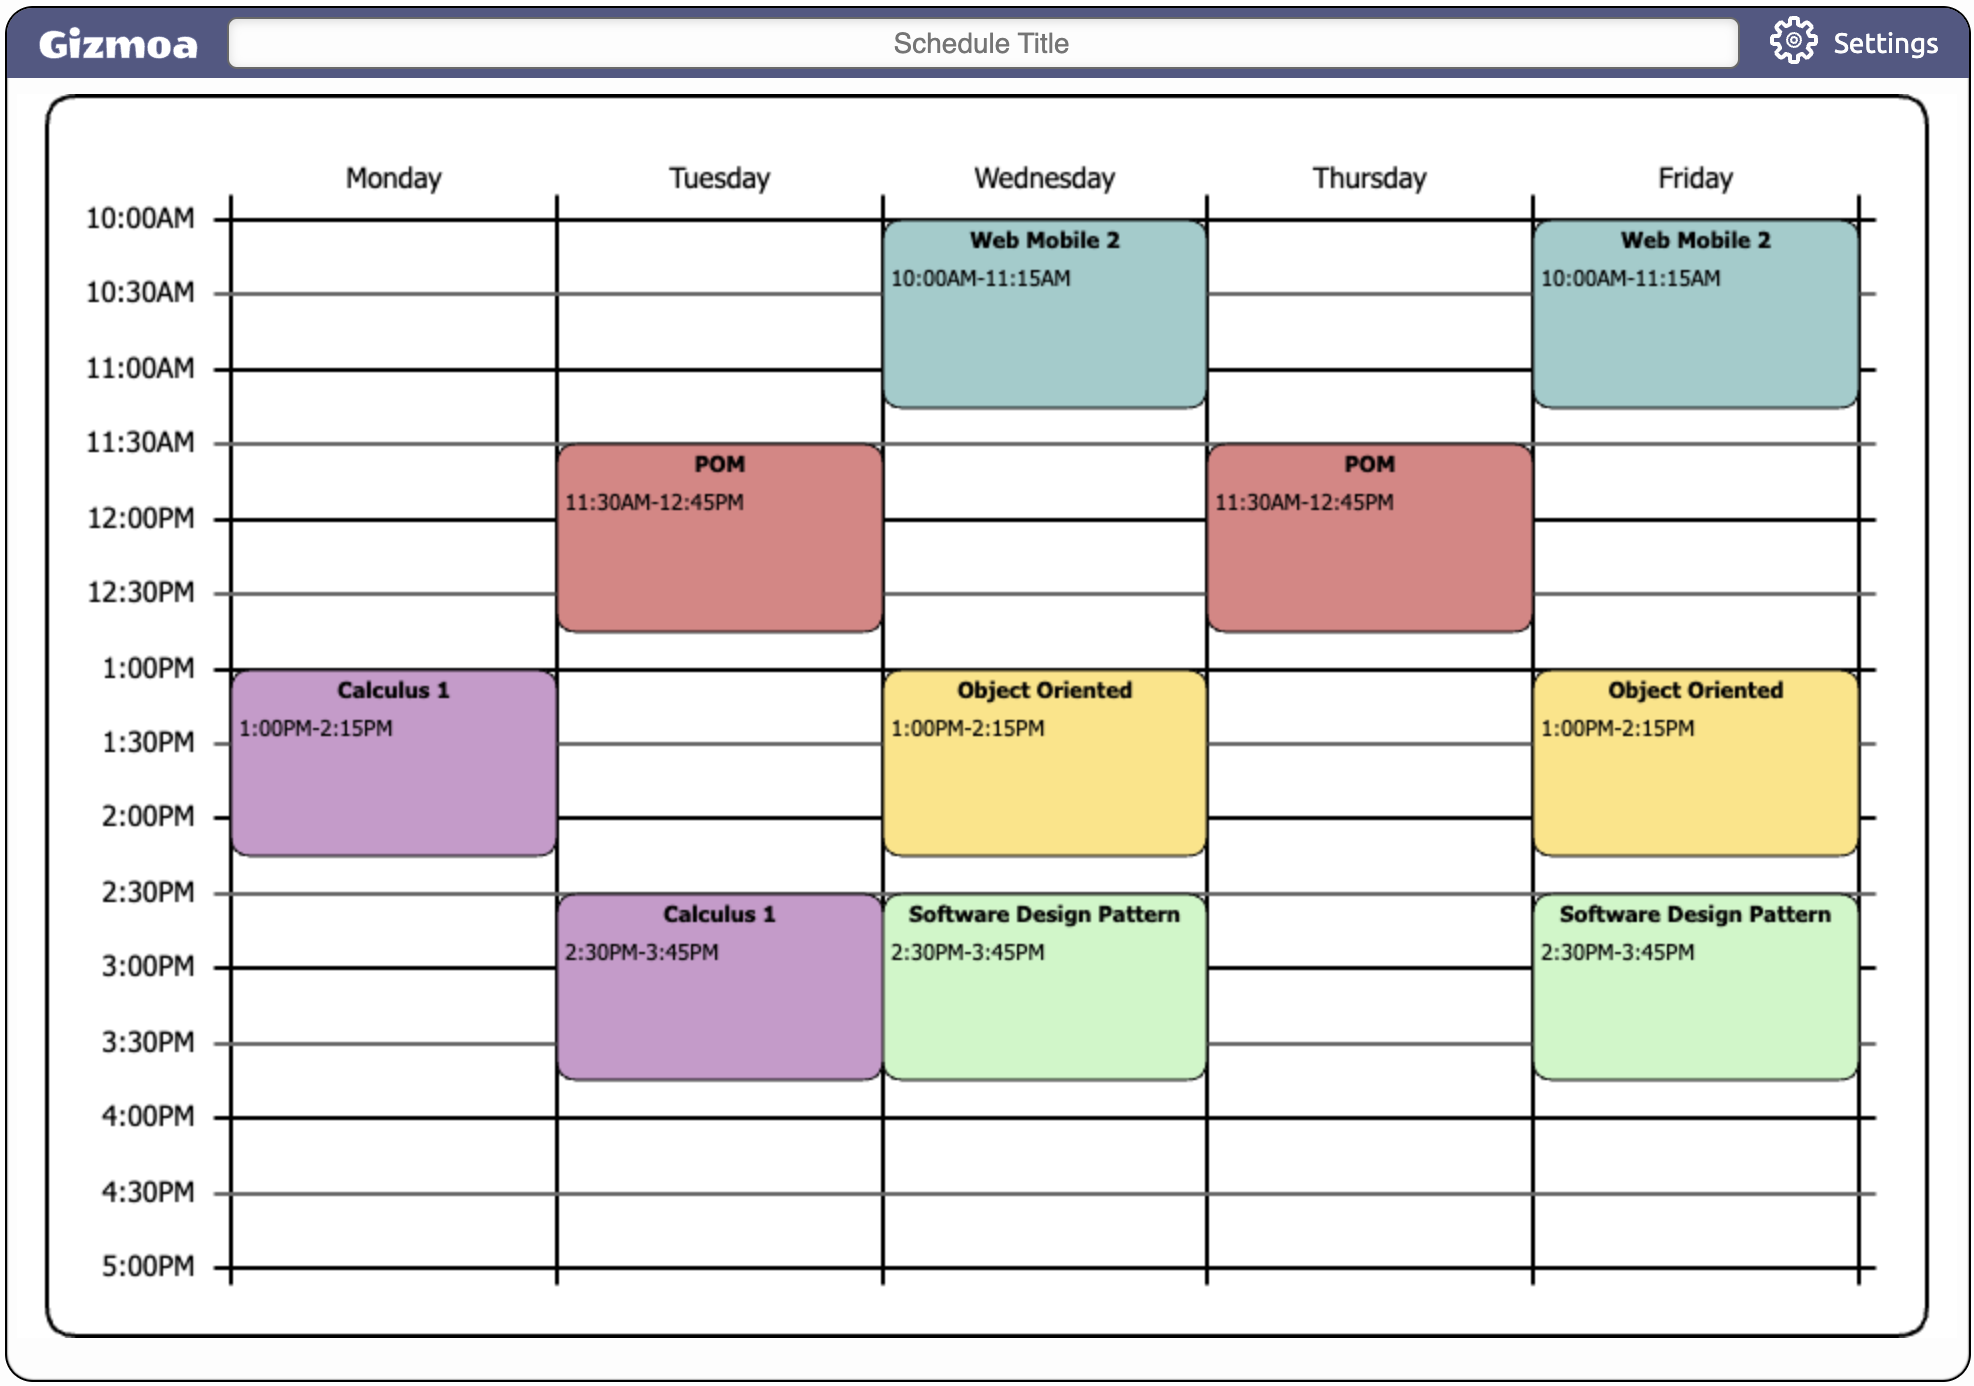 Gizmoa
Schedule Title
Settings
Monday Tuesday Wednesday Thursday Friday
10:00AM
Web Mobile 2 Web Mobile 2
10:00AM-11:15AM 10:00AM-11:15AM
10:30AM
11:00AM
11:30AM
POM POM
11:30AM-12:45PM 11:30AM-12:45PM
12:00PM
12:30PM
1:00PM
Calculus 1 Object Oriented Object Oriented
1:00PM-2:15PM 1:00PM-2:15PM 1:00PM-2:15PM
1:30PM
2:00PM
2:30PM
Calculus 1 Software Design Pattern Software Design Pattern
2:30PM-3:45PM 2:30PM-3:45PM 2:30PM-3:45PM
3:00PM
3:30PM
4:00PM
4:30PM
5:00PM